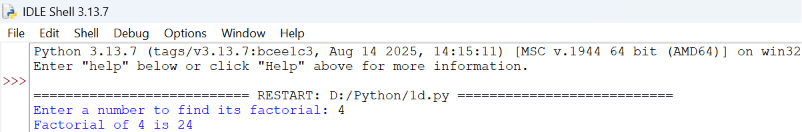 IDLE Shell 3.13.7
File Edit Shell Debug Options Window Help
Python 3.13.7 (tags/v3.13.7:bcee1c3, Aug 14 2025, 14:15:11) [MSC v.1944 64 bit (AMD64)] on win32
Enter "help" below or click "Help" above for more information.
>>>
=========================== RESTART: D:/Python/1d.py ===========================
Enter a number to find its factorial: 4
Factorial of 4 is 24